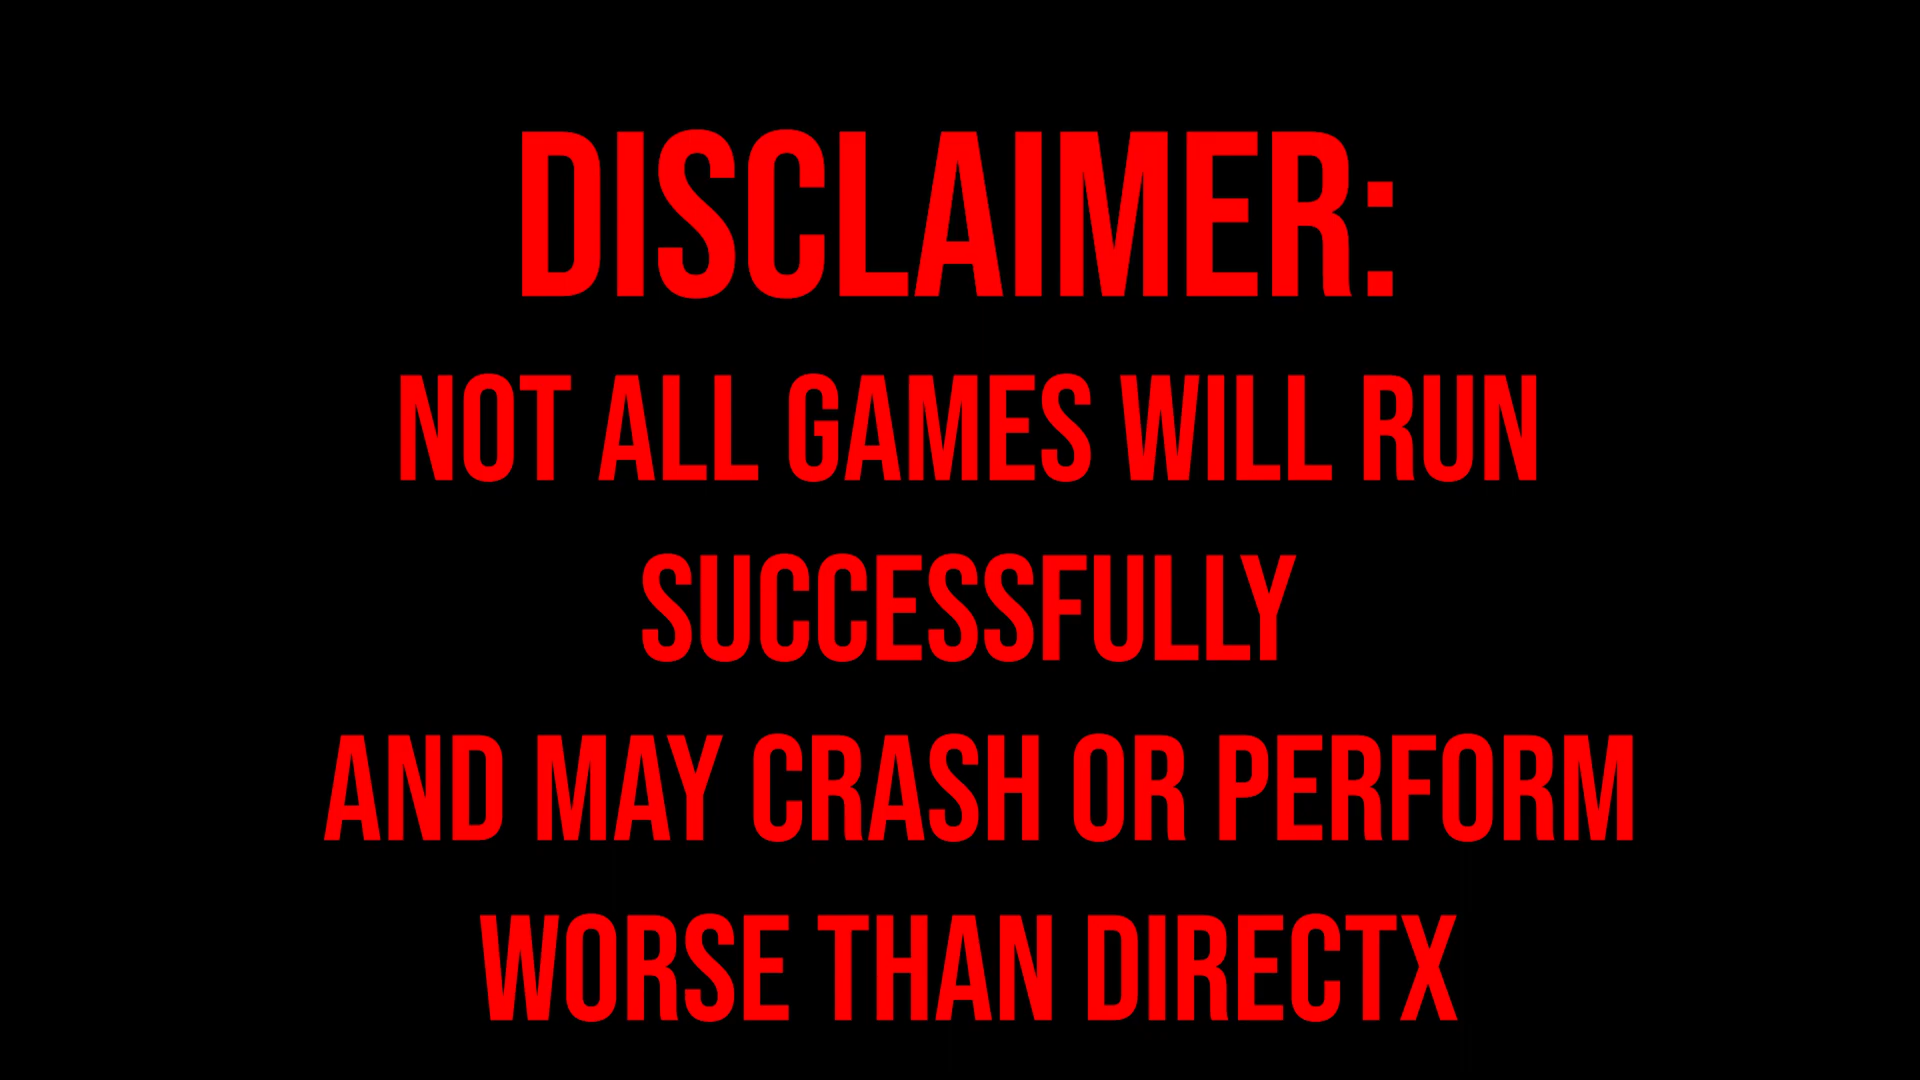 DISCLAIMER:
NOT ALL GAMES WILL RUN
SUCCESSFULLY
AND MAY CRASH OR PERFORM
WORSE THAN DIRECTX